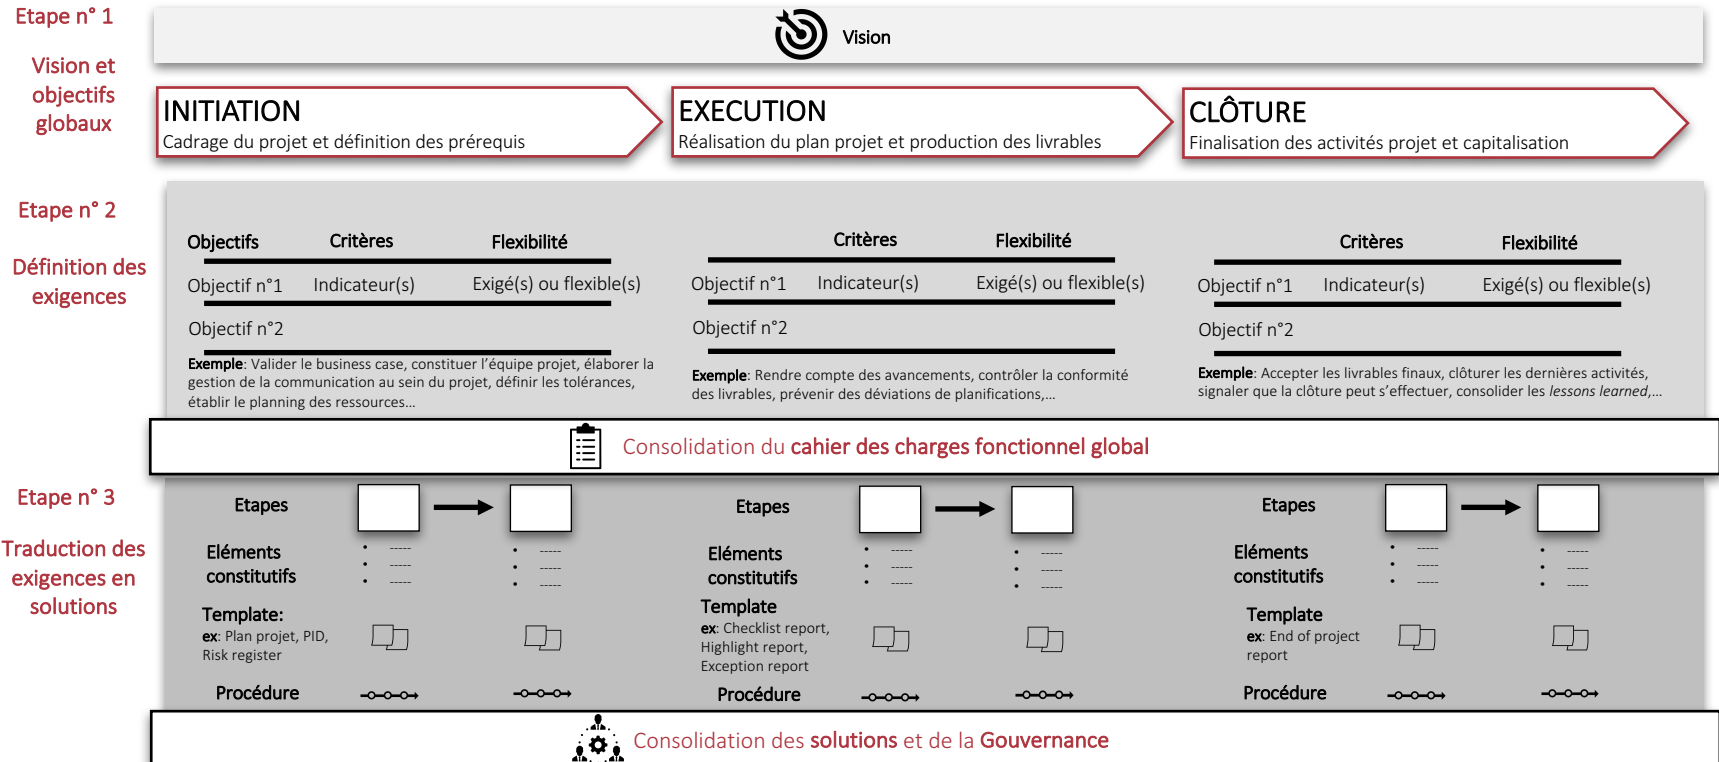 Etape n° 1
Vision et
objectifs
globaux
Vision
INITIATION
Cadrage du projet et définition des prérequis
EXECUTION
Réalisation du plan projet et production des livrables
CLÔTURE
Finalisation des activités projet et capitalisation
Etape n° 2
Définition des
exigences
Objectifs Critères Flexibilité
Objectif n°1 Indicateur(s) Exigé(s) ou flexible(s)
Objectif n°2
Exemple: Valider le business case, constituer l'équipe projet, élaborer la
gestion de la communication au sein du projet, définir les tolérances,
établir le planning des ressources...
Critères Flexibilité
Objectif n°1 Indicateur(s) Exigé(s) ou flexible(s)
Objectif n°2
Exemple: Rendre compte des avancements, contrôler la conformité
des livrables, prévenir des déviations de planifications,...
Critères Flexibilité
Objectif n°1 Indicateur(s) Exigé(s) ou flexible(s)
Objectif n°2
Exemple: Accepter les livrables finaux, clôturer les dernières activités,
signaler que la clôture peut s'effectuer, consolider les lessons learned,...
Consolidation du cahier des charges fonctionnel global
Etape n° 3
Traduction des
exigences en
solutions
Etapes
Eléments
constitutifs
• -----  • -----
• -----  • -----
• -----  • -----
Template:
ex: Plan projet, PID,
Risk register
Procédure
Etapes
Eléments
constitutifs
• -----  • -----
• -----  • -----
• -----  • -----
Template
ex: Checklist report,
Highlight report,
Exception report
Procédure
Etapes
Eléments
constitutifs
• -----  • -----
• -----  • -----
• -----  • -----
Template
ex: End of project
report
Procédure
Consolidation des solutions et de la Gouvernance